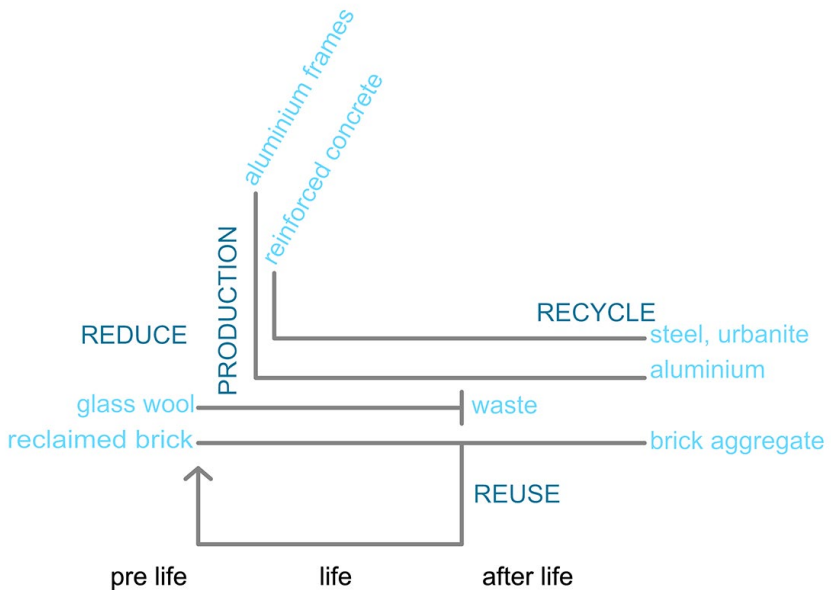 aluminium frames
reinforced concrete
PRODUCTION
REDUCE
RECYCLE
steel, urbanite
aluminium
glass wool
waste
reclaimed brick
brick aggregate
REUSE
pre life
life
after life